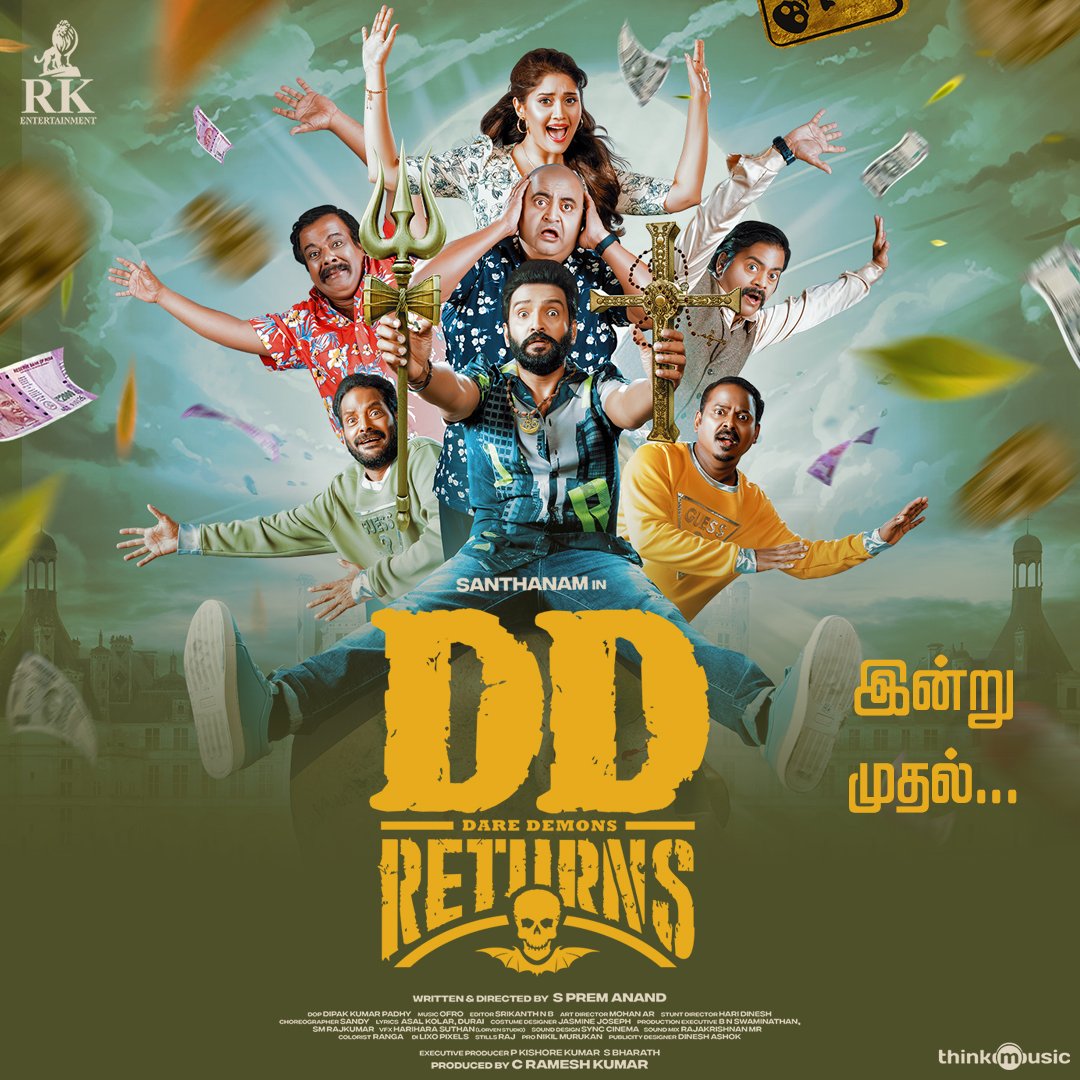 RK
ENTERTAINMENT
GUESS
SANTHANAM IN
DD
இன்று
முதல்...
DARE DEMONS
RETURNS
WRITTEN & DIRECTED BY S PREM ANAND
DOP DIPAK KUMAR PADHY MUSIC OFRO EDITOR SRIKANTH N B ART DIRECTOR MOHAN AR STUNT DIRECTOR HARI DINESH
CHOREOGRAPHER SANDY LYRICS ASAL KOLAR, DURAI COSTUME DESIGNER JASMINE JOSEPH PRODUCTION EXECUTIVE B N SWAMINATHAN,
SM RAJKUMAR VFX HARIHARA SUTHAN (LORVEN STUDIO) SOUND DESIGN SYNC CINEMA SOUND MIX RAJAKRISHNAN MR
COLORIST RANGA DI LIXO PIXELS STILLS RAJ PRO NIKIL MURUKAN PUBLICITY DESIGNER DINESH ASHOK
EXECUTIVE PRODUCER P KISHORE KUMAR S BHARATH
PRODUCED BY C RAMESH KUMAR
think music